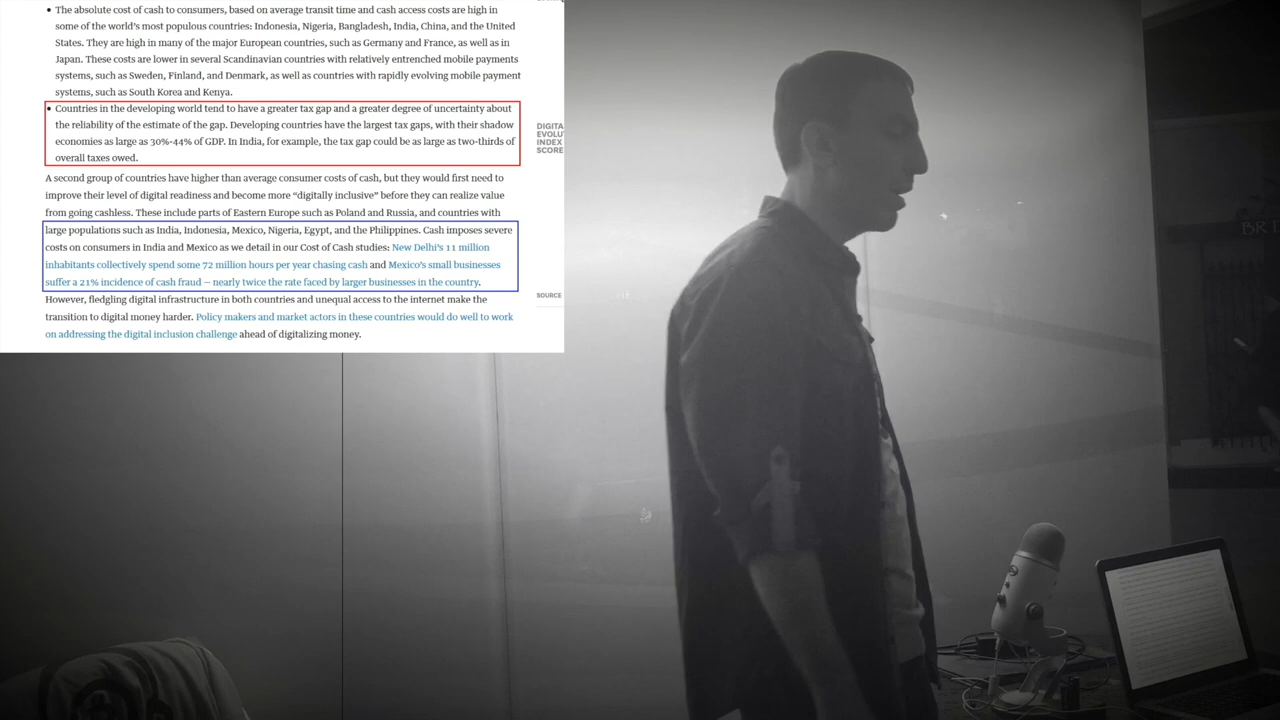 • The absolute cost of cash to consumers, based on average transit time and cash access costs are high in
some of the world's most populous countries: Indonesia, Nigeria, Bangladesh, India, China, and the United
States. They are high in many of the major European countries, such as Germany and France, as well as in
Japan. These costs are lower in several Scandinavian countries with relatively entrenched mobile payments
systems, such as Sweden, Finland, and Denmark, as well as countries with rapidly evolving mobile payment
systems, such as South Korea and Kenya.
• Countries in the developing world tend to have a greater tax gap and a greater degree of uncertainty about
the reliability of the estimate of the gap. Developing countries have the largest tax gaps, with their shadow
economies as large as 30%-44% of GDP. In India, for example, the tax gap could be as large as two-thirds of
overall taxes owed.
A second group of countries have higher than average consumer costs of cash, but they would first need to
improve their level of digital readiness and become more “digitally inclusive” before they can realize value
from going cashless. These include parts of Eastern Europe such as Poland and Russia, and countries with
large populations such as India, Indonesia, Mexico, Nigeria, Egypt, and the Philippines. Cash imposes severe
costs on consumers in India and Mexico as we detail in our Cost of Cash studies: New Delhi's 11 million
inhabitants collectively spend some 72 million hours per year chasing cash and Mexico's small businesses
suffer a 21% incidence of cash fraud — nearly twice the rate faced by larger businesses in the country.
However, fledgling digital infrastructure in both countries and unequal access to the internet make the
transition to digital money harder. Policy makers and market actors in these countries would do well to work
on addressing the digital inclusion challenge ahead of digitalizing money.
DIGITA
EVOLU
INDEX
SCORE
SOURCE